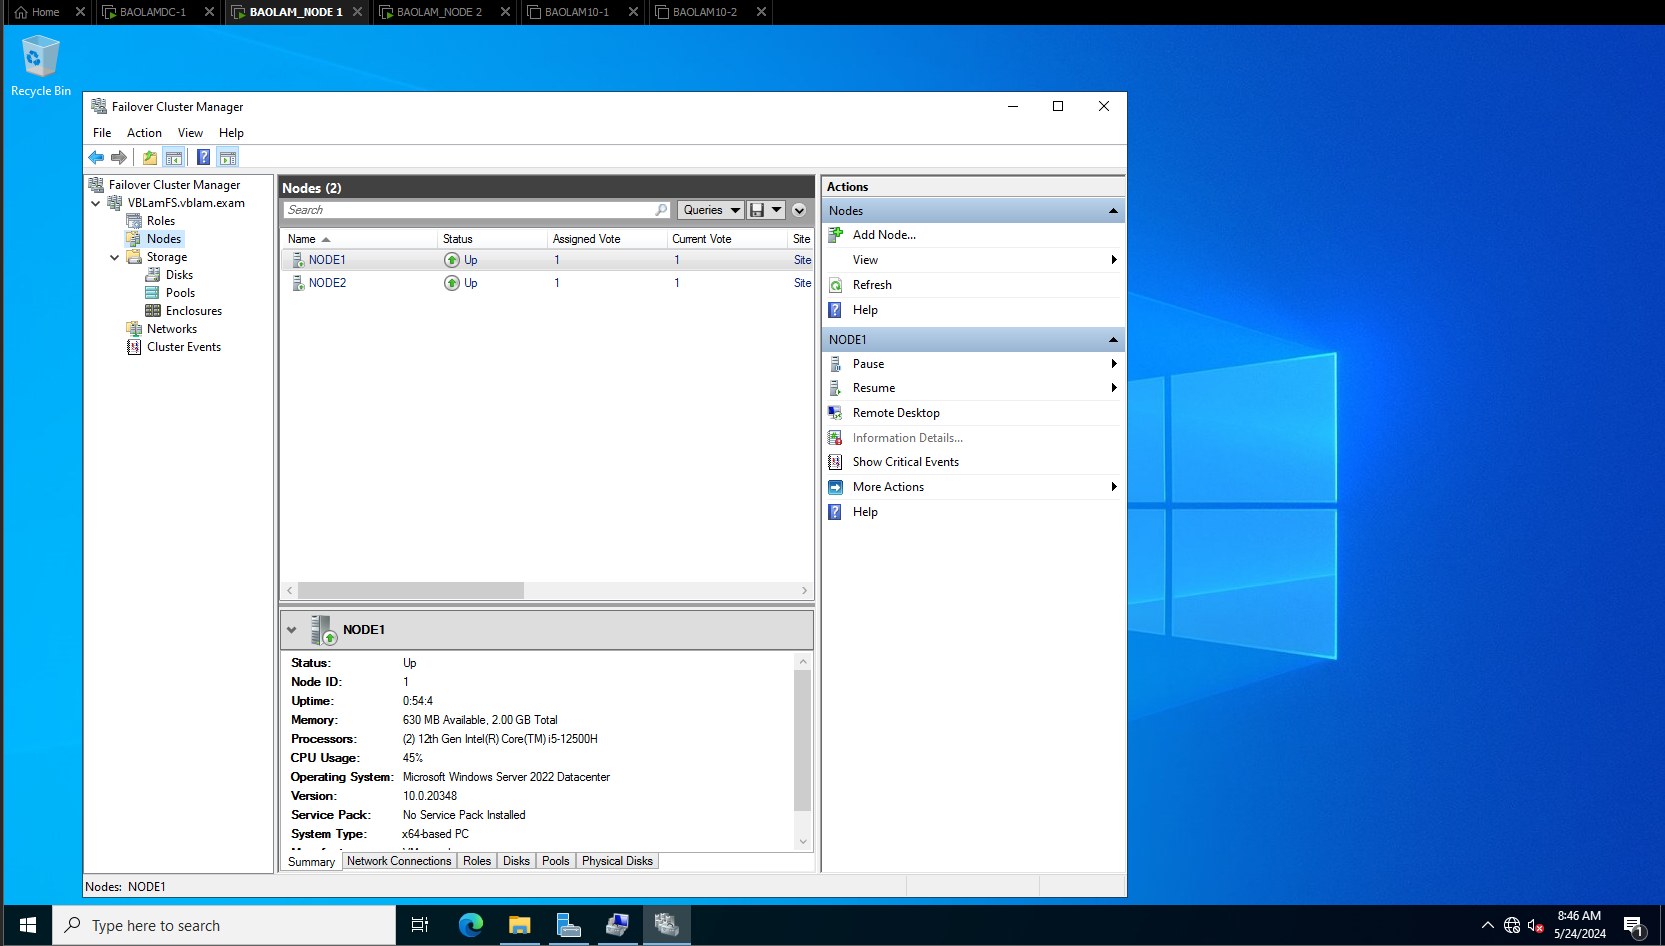 Home BAOLAMDC-1 BAOLAM_NODE 1 BAOLAM_NODE 2 BAOLAM10-1 BAOLAM10-2
Recycle Bin
Failover Cluster Manager
File Action View Help
Failover Cluster Manager
VBLamFS.vblam.exam
Roles
Nodes
Storage
Disks
Pools
Enclosures
Networks
Cluster Events
Nodes (2)
Search Queries
Name Status Assigned Vote Current Vote Site
NODE1 Up 1 1 Site
NODE2 Up 1 1 Site
NODE1
Status: Up
Node ID: 1
Uptime: 0:54:4
Memory: 630 MB Available, 2.00 GB Total
Processors: (2) 12th Gen Intel(R) Core(TM) i5-12500H
CPU Usage: 45%
Operating System: Microsoft Windows Server 2022 Datacenter
Version: 10.0.20348
Service Pack: No Service Pack Installed
System Type: x64-based PC
Summary Network Connections Roles Disks Pools Physical Disks
Actions
Nodes
Add Node...
View
Refresh
Help
NODE1
Pause
Resume
Remote Desktop
Information Details...
Show Critical Events
More Actions
Help
Nodes: NODE1
Type here to search
8:46 AM
5/24/2024
1